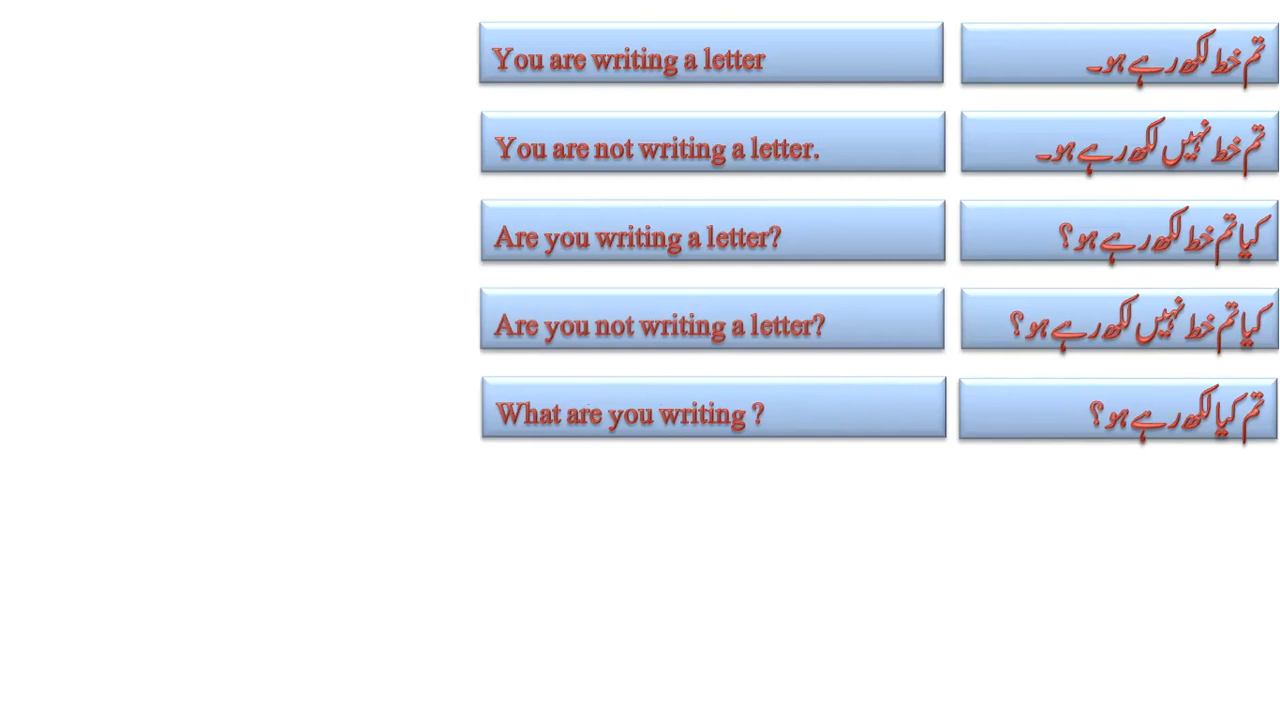 You are writing a letter
تم خط لکھ رہے ہو۔
You are not writing a letter.
تم خط نہیں لکھ رہے ہو۔
Are you writing a letter?
کیا تم خط لکھ رہے ہو؟
Are you not writing a letter?
کیا تم خط نہیں لکھ رہے ہو؟
What are you writing ?
تم کیا لکھ رہے ہو؟